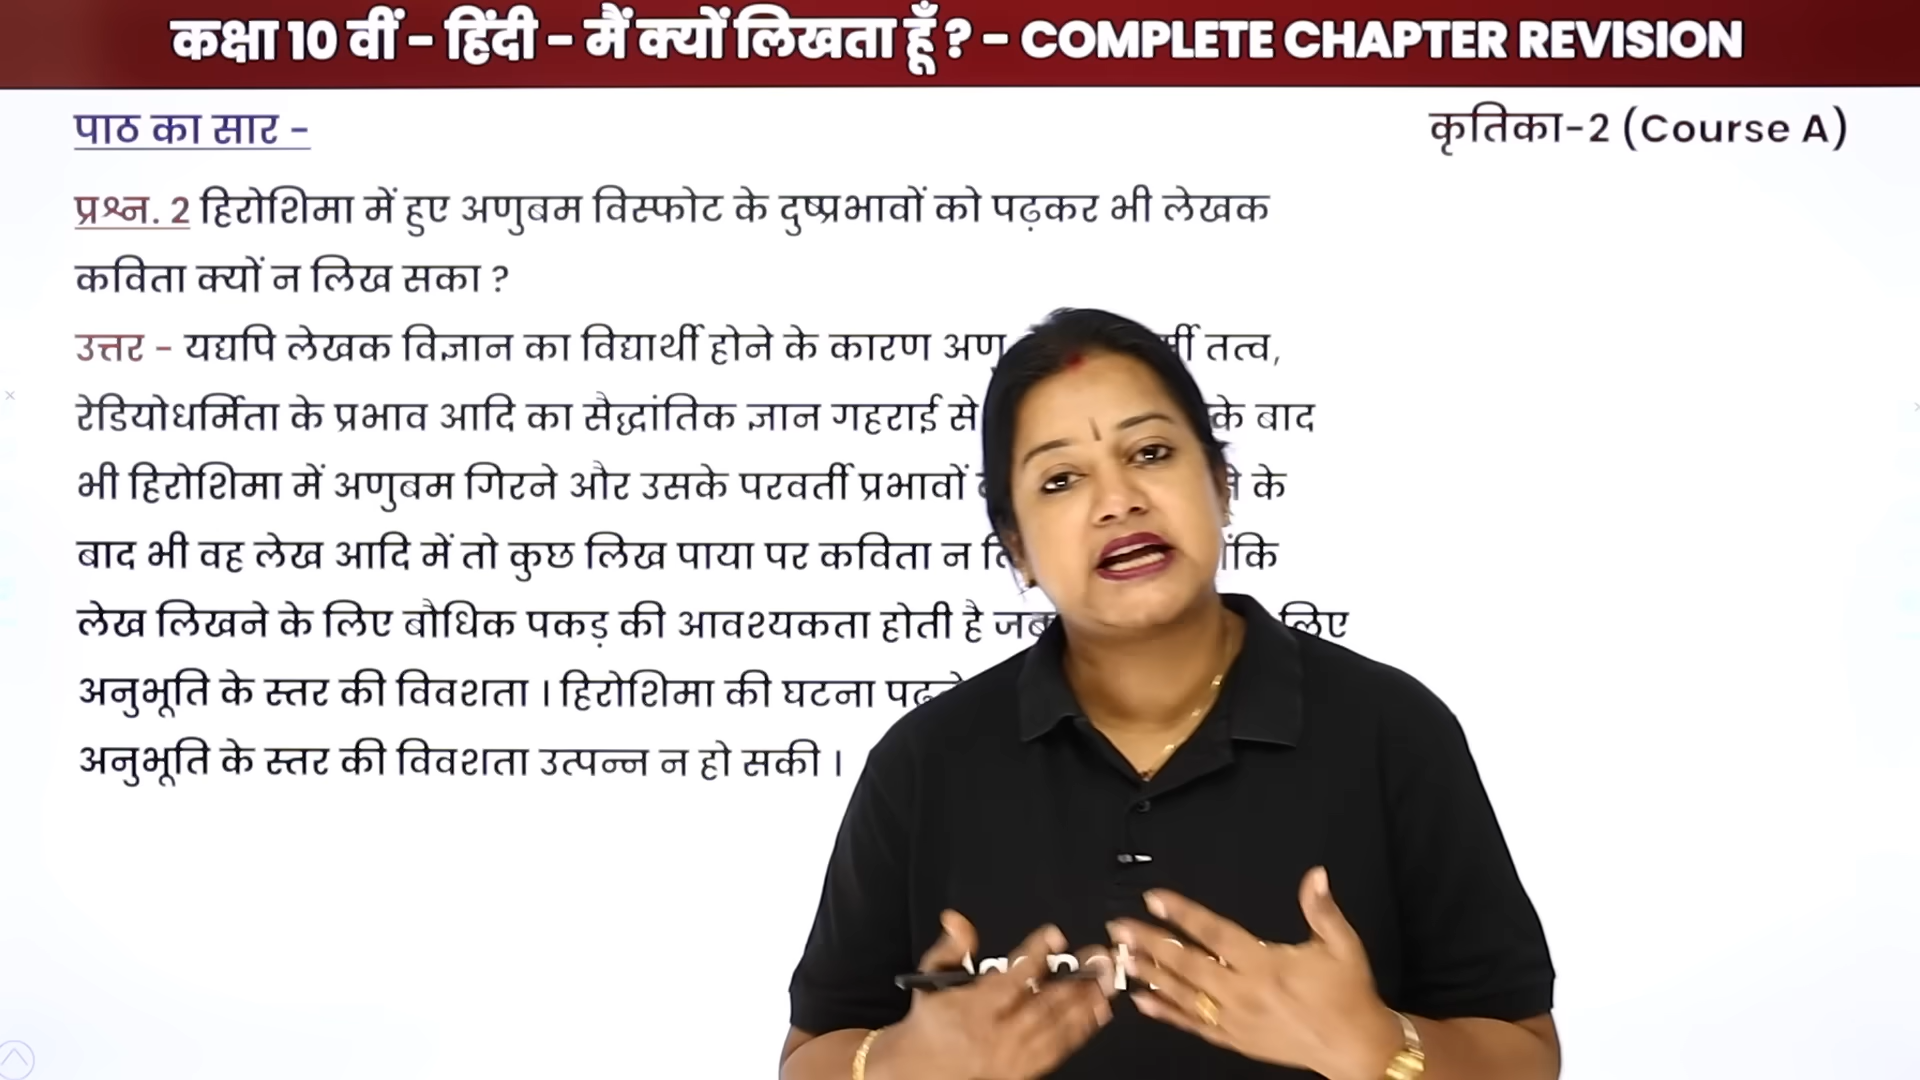 कक्षा 10 वीं – हिंदी – मैं क्यों लिखता हूँ ? – COMPLETE CHAPTER REVISION
पाठ का सार –
कृतिका-2 (Course A)
प्रश्न. 2 हिरोशिमा में हुए अणुबम विस्फोट के दुष्प्रभावों को पढ़कर भी लेखक
कविता क्यों न लिख सका ?
उत्तर – यद्यपि लेखक विज्ञान का विद्यार्थी होने के कारण तत्व,
रेडियोधर्मिता के प्रभाव आदि का सैद्धांतिक ज्ञान गहराई से के बाद
भी हिरोशिमा में अणुबम गिरने और उसके परवर्ती प्रभावों के
बाद भी वह लेख आदि में तो कुछ लिख पाया पर कविता न
लेख लिखने के लिए बौधिक पकड़ की आवश्यकता होती है लिए
अनुभूति के स्तर की विवशता । हिरोशिमा की घटना
अनुभूति के स्तर की विवशता उत्पन्न न हो सकी ।